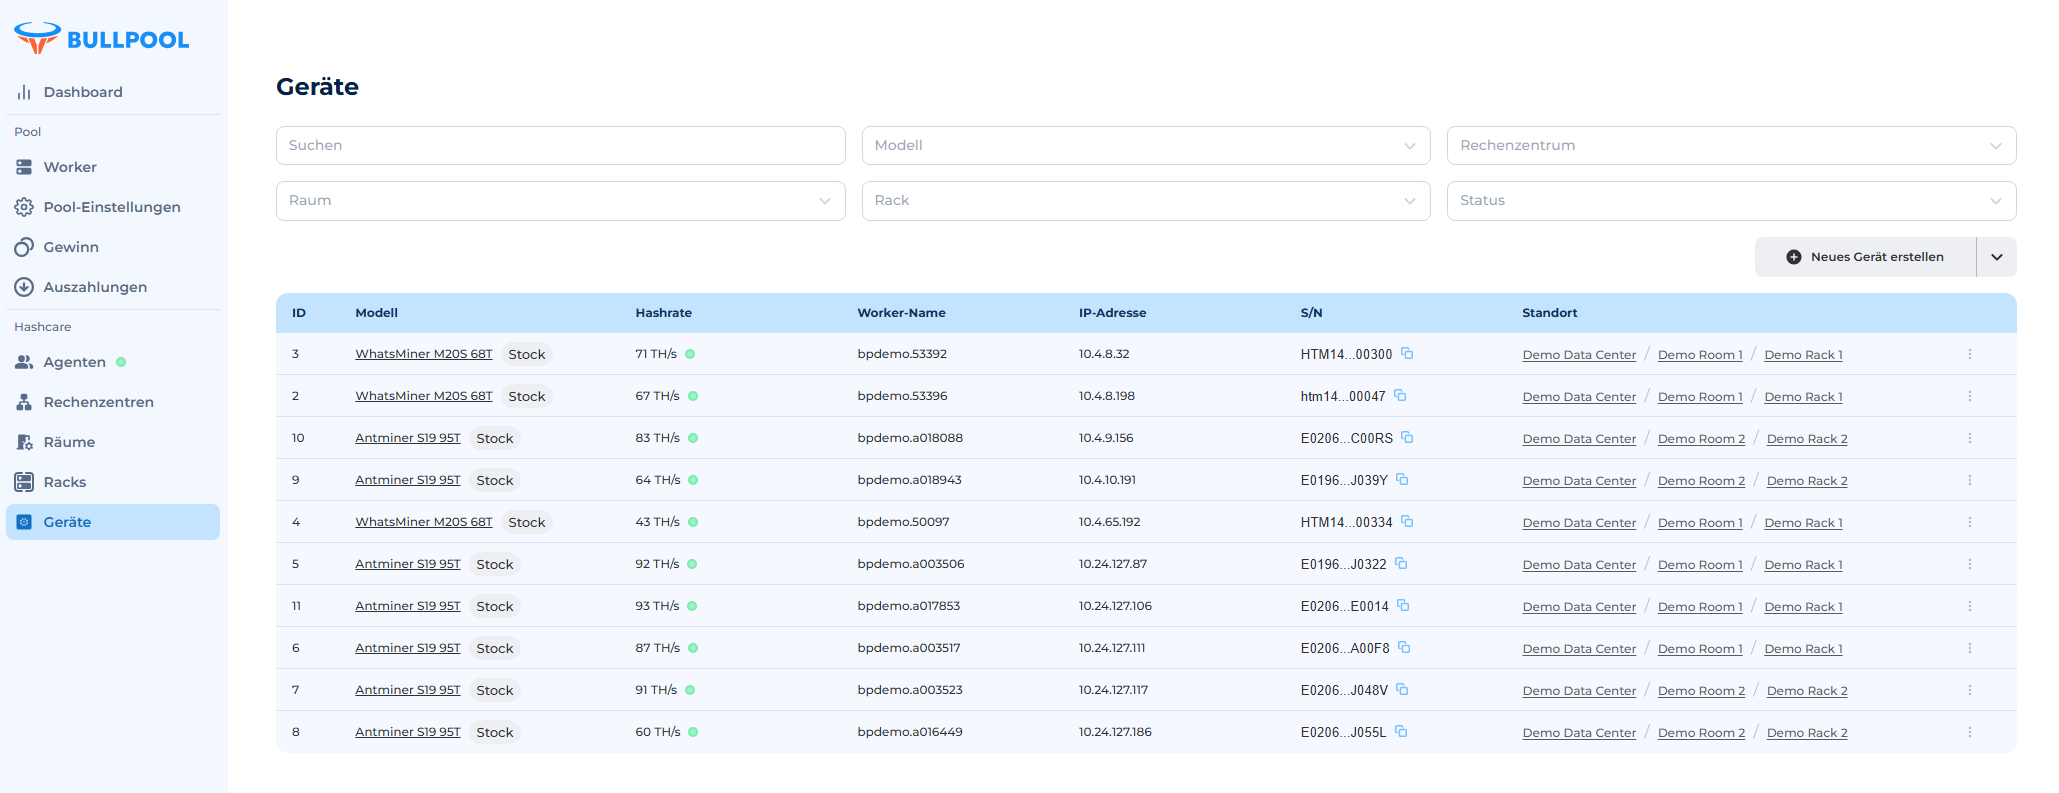 BULLPOOL
Dashboard
Pool
Worker
Pool-Einstellungen
Gewinn
Auszahlungen
Hashcare
Agenten
Rechenzentren
Räume
Racks
Geräte
Geräte
Suchen Modell Rechenzentrum
Raum Rack Status
Neues Gerät erstellen
ID Modell Hashrate Worker-Name IP-Adresse S/N Standort
3 WhatsMiner M20S 68T Stock 71 TH/s bpdemo.53392 10.4.8.32 HTM14...00300 Demo Data Center / Demo Room 1 / Demo Rack 1
2 WhatsMiner M20S 68T Stock 67 TH/s bpdemo.53396 10.4.8.198 htm14...00047 Demo Data Center / Demo Room 1 / Demo Rack 1
10 Antminer S19 95T Stock 83 TH/s bpdemo.a018088 10.4.9.156 E0206...C00RS Demo Data Center / Demo Room 2 / Demo Rack 2
9 Antminer S19 95T Stock 64 TH/s bpdemo.a018943 10.4.10.191 E0196...J039Y Demo Data Center / Demo Room 2 / Demo Rack 2
4 WhatsMiner M20S 68T Stock 43 TH/s bpdemo.50097 10.4.65.192 HTM14...00334 Demo Data Center / Demo Room 1 / Demo Rack 1
5 Antminer S19 95T Stock 92 TH/s bpdemo.a003506 10.24.127.87 E0196...J0322 Demo Data Center / Demo Room 1 / Demo Rack 1
11 Antminer S19 95T Stock 93 TH/s bpdemo.a017853 10.24.127.106 E0206...E0014 Demo Data Center / Demo Room 1 / Demo Rack 1
6 Antminer S19 95T Stock 87 TH/s bpdemo.a003517 10.24.127.111 E0206...A00F8 Demo Data Center / Demo Room 1 / Demo Rack 1
7 Antminer S19 95T Stock 91 TH/s bpdemo.a003523 10.24.127.117 E0206...J048V Demo Data Center / Demo Room 2 / Demo Rack 2
8 Antminer S19 95T Stock 60 TH/s bpdemo.a016449 10.24.127.186 E0206...J055L Demo Data Center / Demo Room 2 / Demo Rack 2